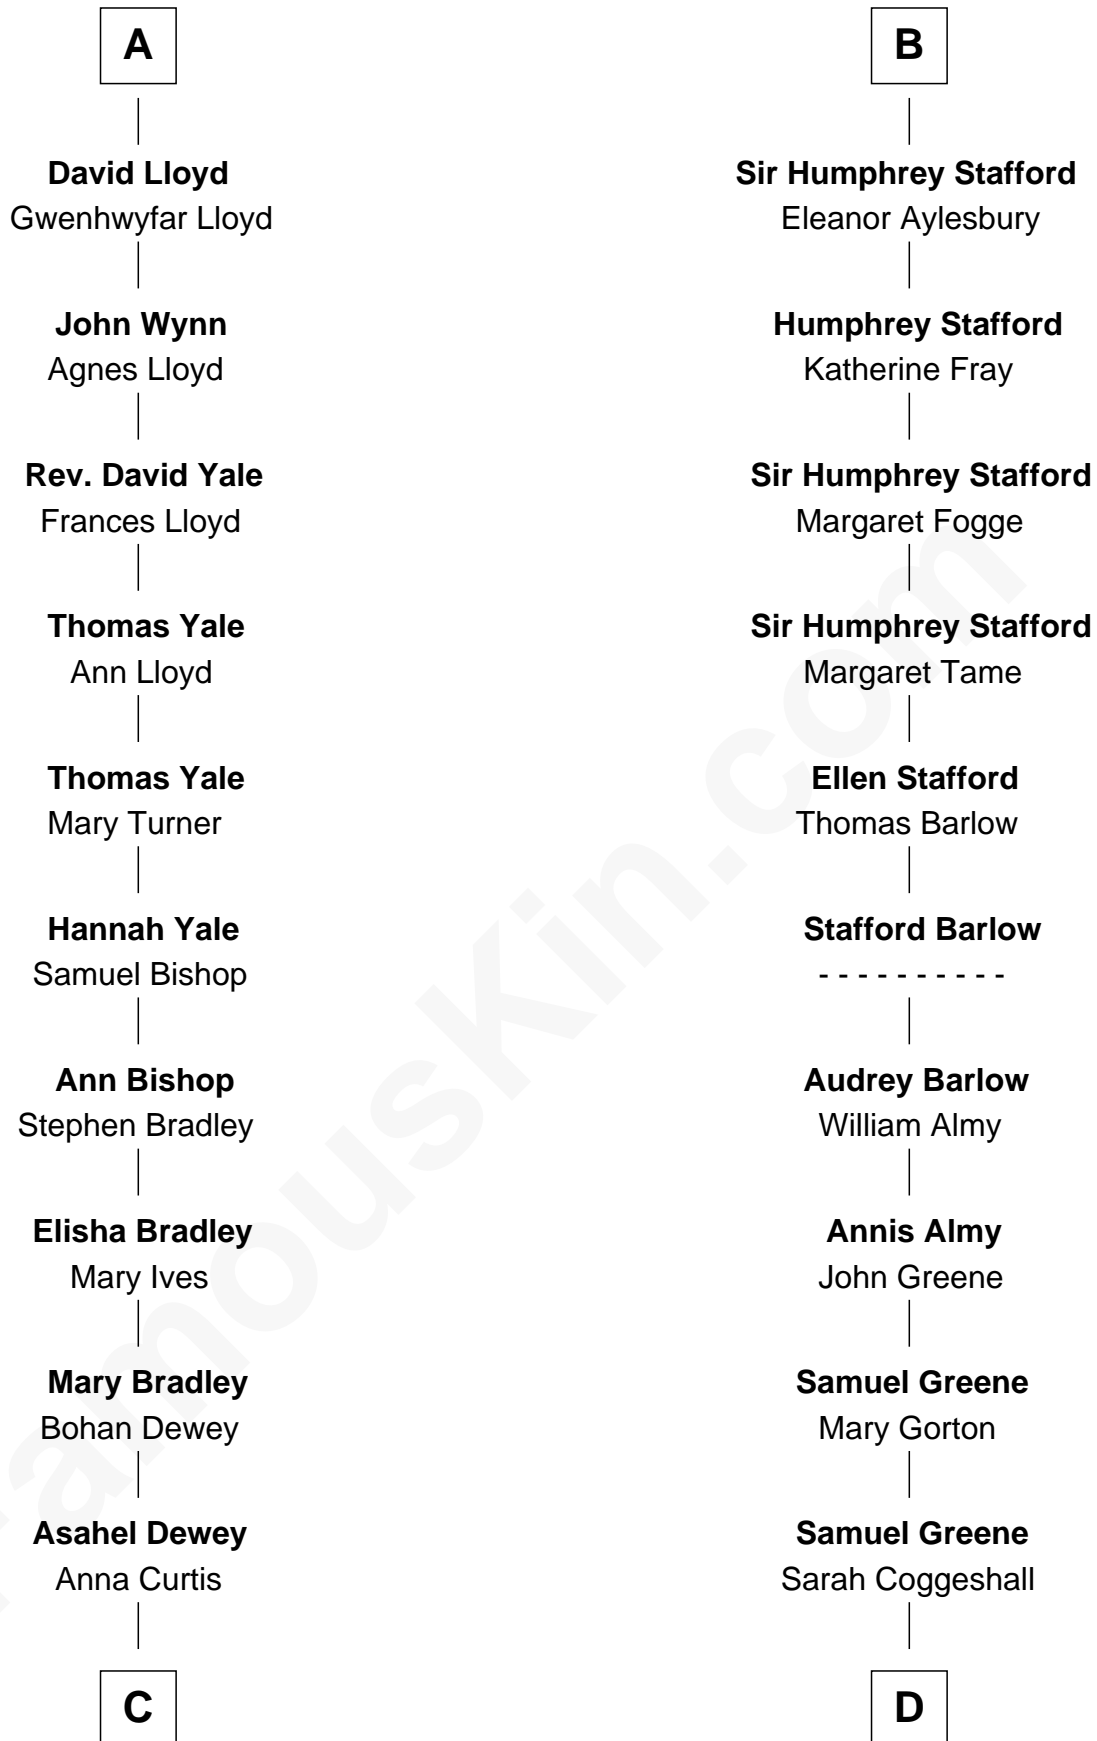 A
David Lloyd
Gwenhwyfar Lloyd
John Wynn
Agnes Lloyd
Rev. David Yale
Frances Lloyd
Thomas Yale
Ann Lloyd
Thomas Yale
Mary Turner
Hannah Yale
Samuel Bishop
Ann Bishop
Stephen Bradley
Elisha Bradley
Mary Ives
Mary Bradley
Bohan Dewey
Asahel Dewey
Anna Curtis
C
B
Sir Humphrey Stafford
Eleanor Aylesbury
Humphrey Stafford
Katherine Fray
Sir Humphrey Stafford
Margaret Fogge
Sir Humphrey Stafford
Margaret Tame
Ellen Stafford
Thomas Barlow
Stafford Barlow
- - - - - - - - - -
Audrey Barlow
William Almy
Annis Almy
John Greene
Samuel Greene
Mary Gorton
Samuel Greene
Sarah Coggeshall
D
FamousKin.com